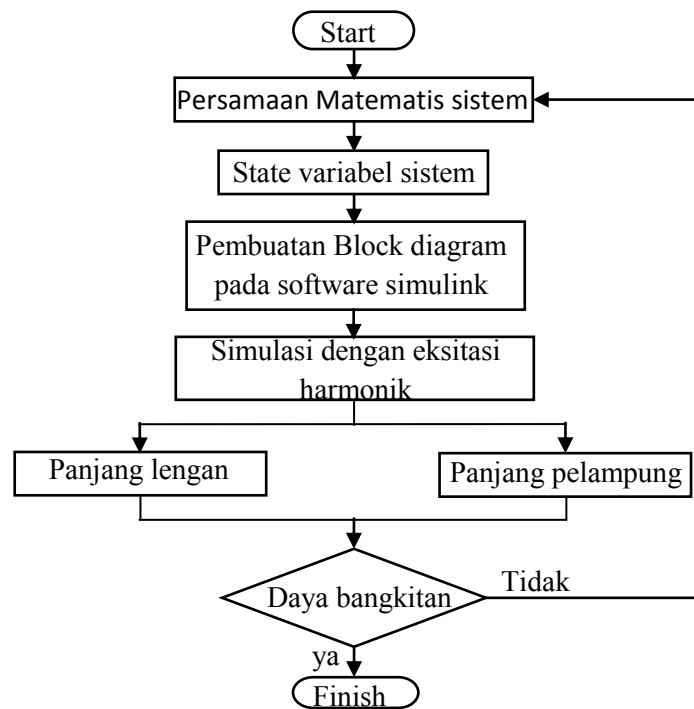 Start
Persamaan Matematis sistem
State variabel sistem
Pembuatan Block diagram
pada software simulink
Simulasi dengan eksitasi
harmonik
Panjang lengan
Panjang pelampung
Daya bangkitan
Tidak
ya
Finish